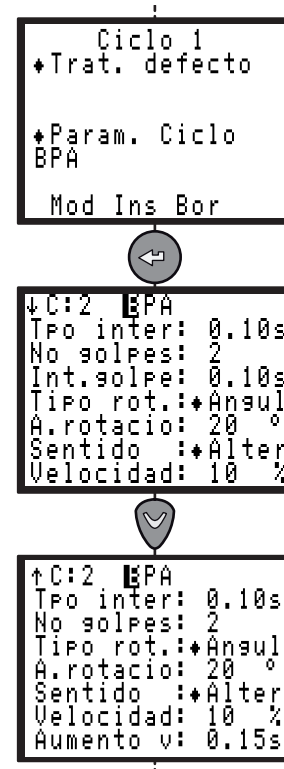 Ciclo 1
♦Trat. defecto
♦Param. Ciclo
BPA
Mod Ins Bor
↓C:2 BPA
Tpo inter: 0.10s
No golpes: 2
Int.golpe: 0.10s
Tipo rot.:♦Angul
A.rotacio: 20 °
Sentido :♦Alter
Velocidad: 10 %
↑C:2 BPA
Tpo inter: 0.10s
No golpes: 2
Tipo rot.:♦Angul
A.rotacio: 20 °
Sentido :♦Alter
Velocidad: 10 %
Aumento v: 0.15s